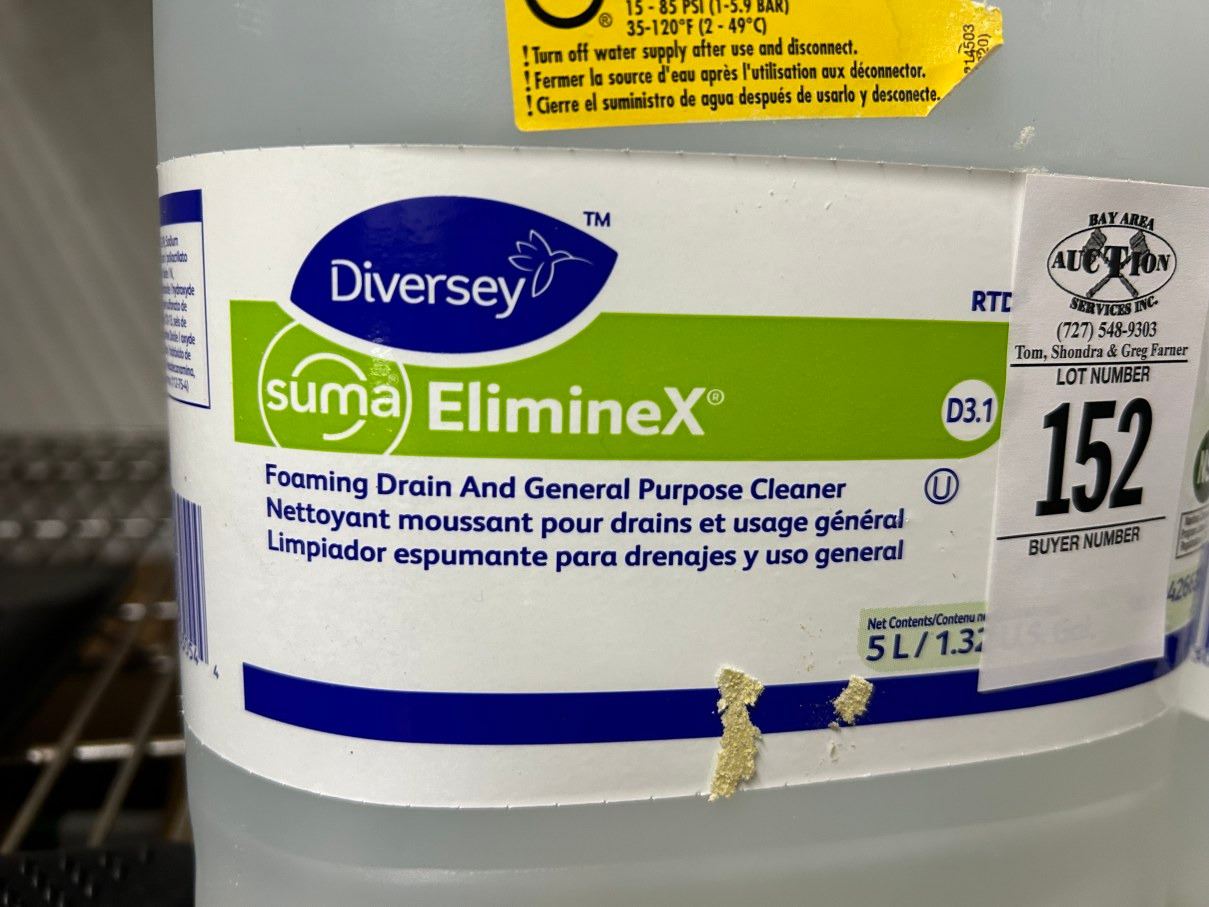 15 - 85 PSI (1-5.9 BAR)
35-120°F (2 - 49°C)
! Turn off water supply after use and disconnect.
! Fermer la source d'eau après l'utilisation aux déconnector.
! Cierre el suministro de agua después de usarlo y desconecte.
Diversey™
RTD
suma ElimineX®
D3.1
Foaming Drain And General Purpose Cleaner
Nettoyant moussant pour drains et usage général
Limpiador espumante para drenajes y uso general
U
Net Contents/Contenu
5 L / 1.32 U.S. Gal.
BAY AREA
AUCTION
SERVICES INC.
(727) 548-9303
Tom, Shondra & Greg Farner
LOT NUMBER
152
BUYER NUMBER
4